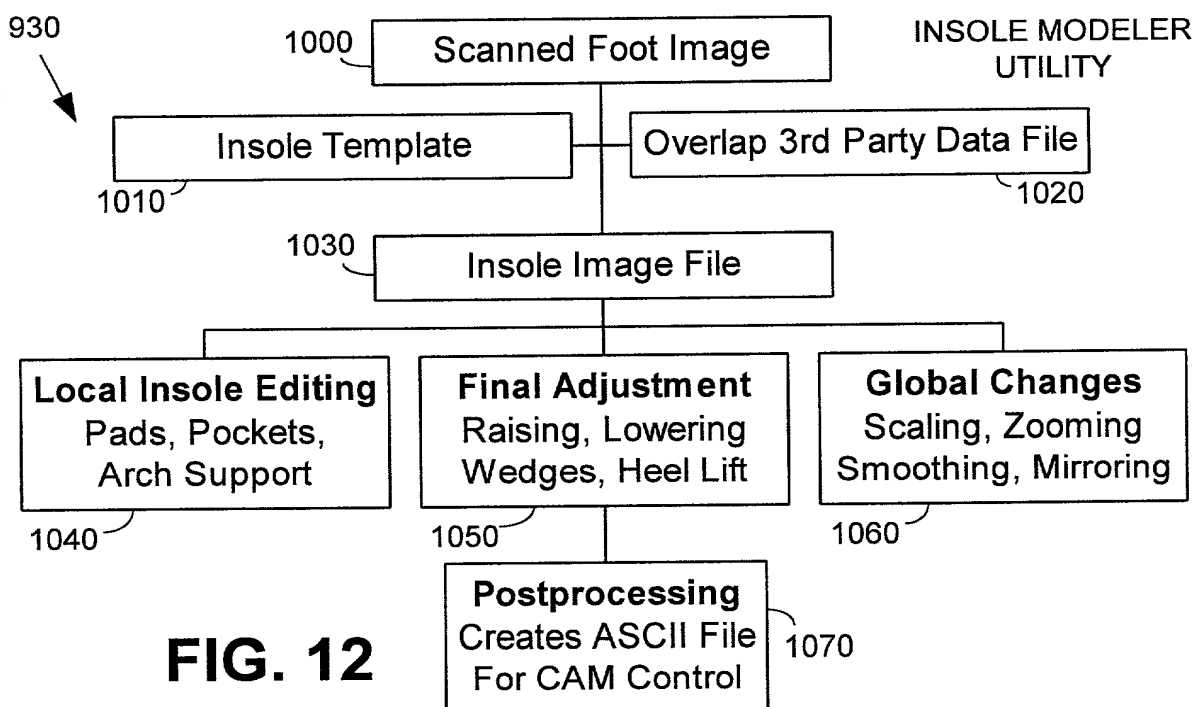 930
1000
Scanned Foot Image
INSOLE MODELER
UTILITY
Insole Template
Overlap 3rd Party Data File
1010
1020
1030
Insole Image File
Local Insole Editing
Pads, Pockets,
Arch Support
1040
Final Adjustment
Raising, Lowering
Wedges, Heel Lift
1050
Global Changes
Scaling, Zooming
Smoothing, Mirroring
1060
Postprocessing
Creates ASCII File
For CAM Control
1070
FIG. 12